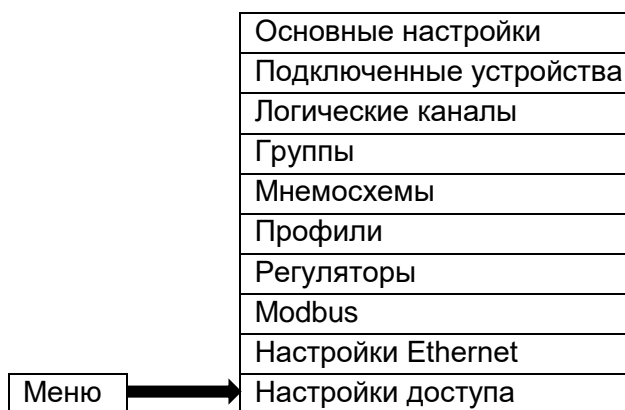 Основные настройки
Подключенные устройства
Логические каналы
Группы
Мнемосхемы
Профили
Регуляторы
Modbus
Настройки Ethernet
Меню
Настройки доступа